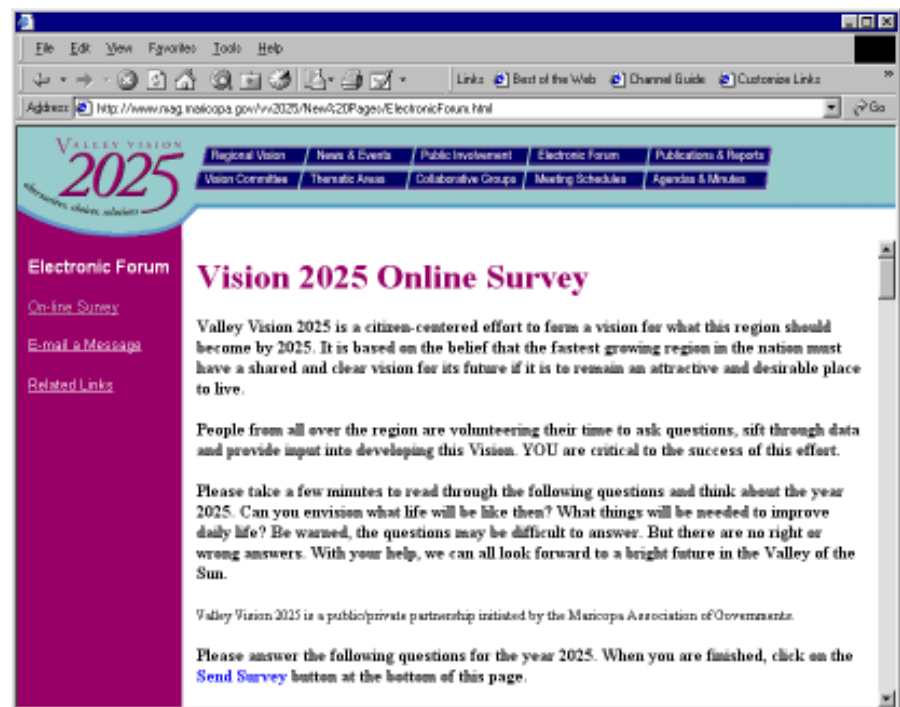 File Edit View Favorites Tools Help
Links Best of the Web Channel Guide Customize Links »
Address http://www.mag.maricopa.gov/vv2025/New%20Pages/ElectronicForum.html Go
VALLEY VISION
2025
alternatives, choices, solutions
Regional Vision News & Events Public Involvement Electronic Forum Publications & Reports
Vision Committee Thematic Areas Collaborative Groups Meeting Schedules Agendas & Minutes
Electronic Forum
On-line Survey
E-mail a Message
Related Links
Vision 2025 Online Survey
Valley Vision 2025 is a citizen-centered effort to form a vision for what this region should
become by 2025. It is based on the belief that the fastest growing region in the nation must
have a shared and clear vision for its future if it is to remain an attractive and desirable place
to live.
People from all over the region are volunteering their time to ask questions, sift through data
and provide input into developing this Vision. YOU are critical to the success of this effort.
Please take a few minutes to read through the following questions and think about the year
2025. Can you envision what life will be like then? What things will be needed to improve
daily life? Be warned, the questions may be difficult to answer. But there are no right or
wrong answers. With your help, we can all look forward to a bright future in the Valley of the
Sun.
Valley Vision 2025 is a public/private partnership initiated by the Maricopa Association of Governments.
Please answer the following questions for the year 2025. When you are finished, click on the
Send Survey button at the bottom of this page.